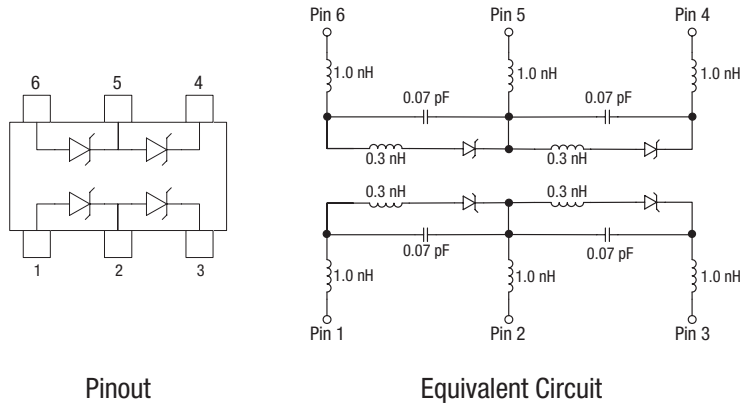 Pin 6 Pin 5 Pin 4
1.0 nH 1.0 nH 1.0 nH
0.07 pF 0.07 pF
0.3 nH 0.3 nH
0.3 nH 0.3 nH
0.07 pF 0.07 pF
1.0 nH 1.0 nH 1.0 nH
Pin 1 Pin 2 Pin 3
6 5 4
1 2 3
Pinout
Equivalent Circuit